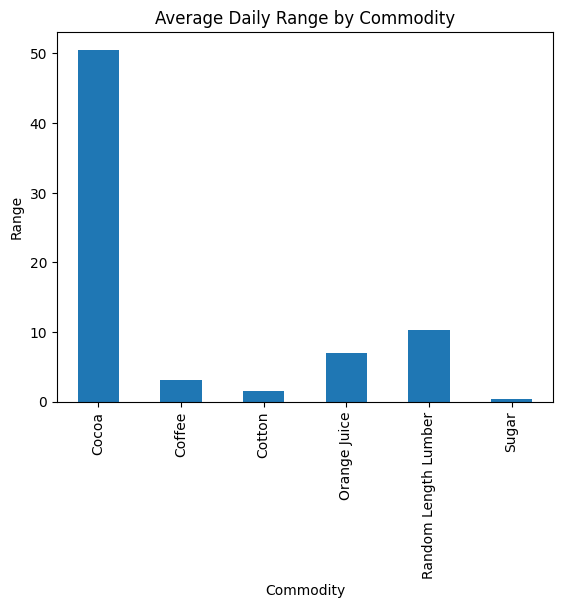 Average Daily Range by Commodity
50
40
30
20
10
0
Range
Cocoa
Coffee
Cotton
Orange Juice
Random Length Lumber
Sugar
Commodity